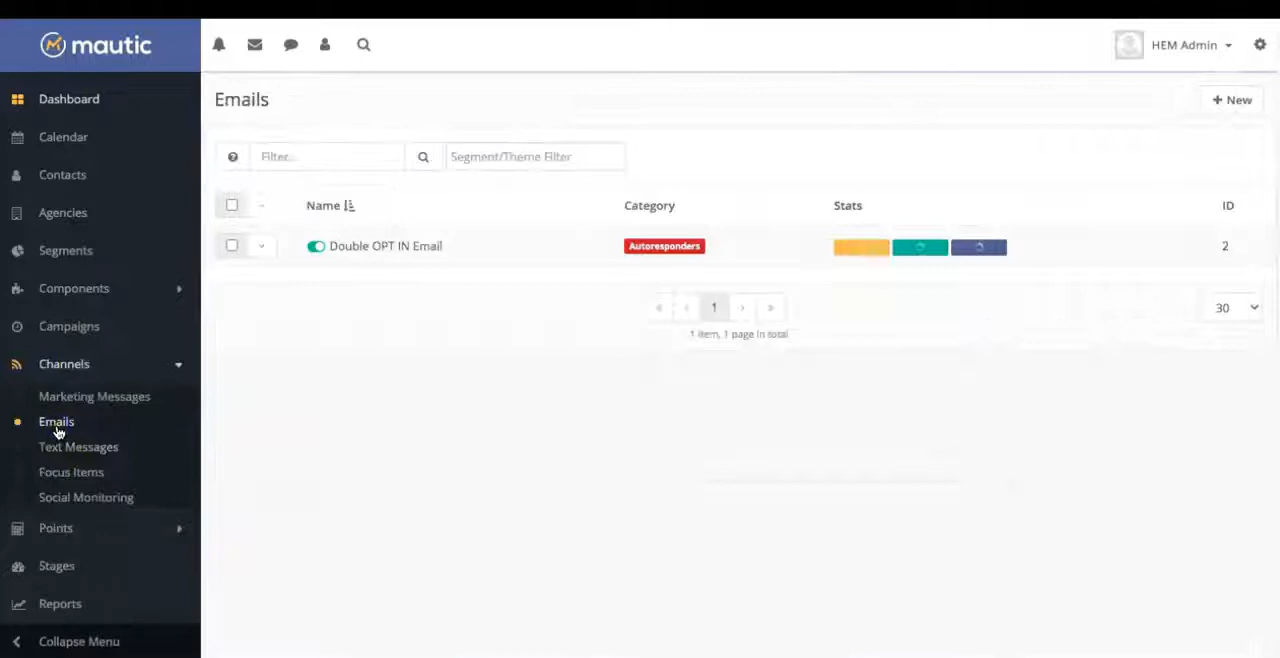 mautic
HEM Admin
Dashboard
Calendar
Contacts
Agencies
Segments
Components
Campaigns
Channels
Marketing Messages
Emails
Text Messages
Focus Items
Social Monitoring
Points
Stages
Reports
Collapse Menu
Emails
+ New
Filter...
Segment/Theme Filter
Name Category Stats ID
Double OPT IN Email Autoresponders 2
« ‹ 1 › »
30
1 item, 1 page in total